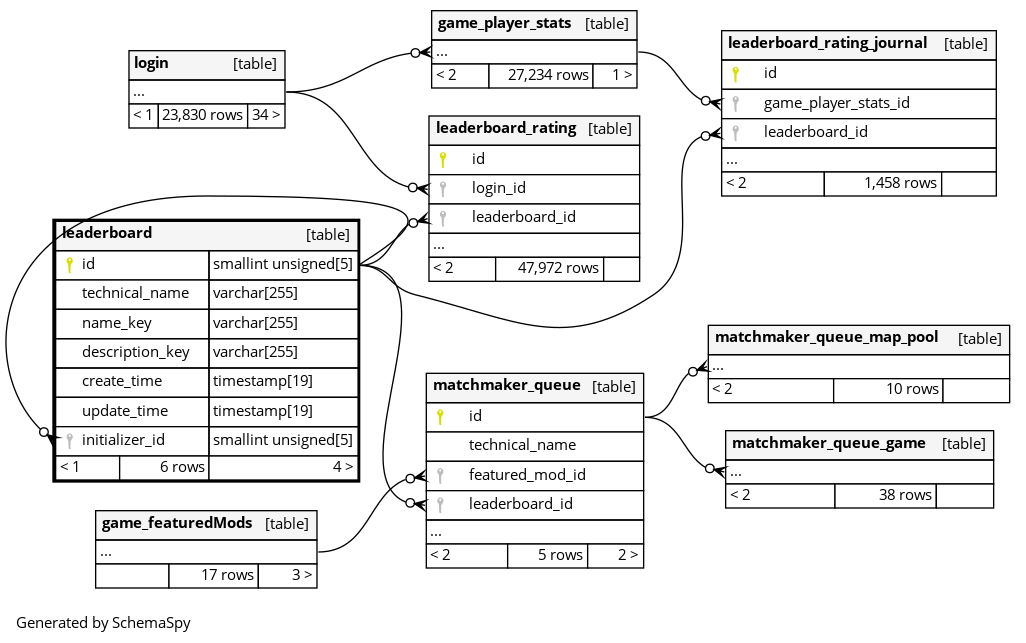 login [table]
...
< 1 23,830 rows 34 >
game_player_stats [table]
...
< 2 27,234 rows 1 >
leaderboard_rating_journal [table]
id
game_player_stats_id
leaderboard_id
...
< 2 1,458 rows
leaderboard_rating [table]
id
login_id
leaderboard_id
...
< 2 47,972 rows
leaderboard [table]
id smallint unsigned[5]
technical_name varchar[255]
name_key varchar[255]
description_key varchar[255]
create_time timestamp[19]
update_time timestamp[19]
initializer_id smallint unsigned[5]
< 1 6 rows 4 >
matchmaker_queue [table]
id
technical_name
featured_mod_id
leaderboard_id
...
< 2 5 rows 2 >
matchmaker_queue_map_pool [table]
...
< 2 10 rows
matchmaker_queue_game [table]
...
< 2 38 rows
game_featuredMods [table]
...
17 rows 3 >
Generated by SchemaSpy